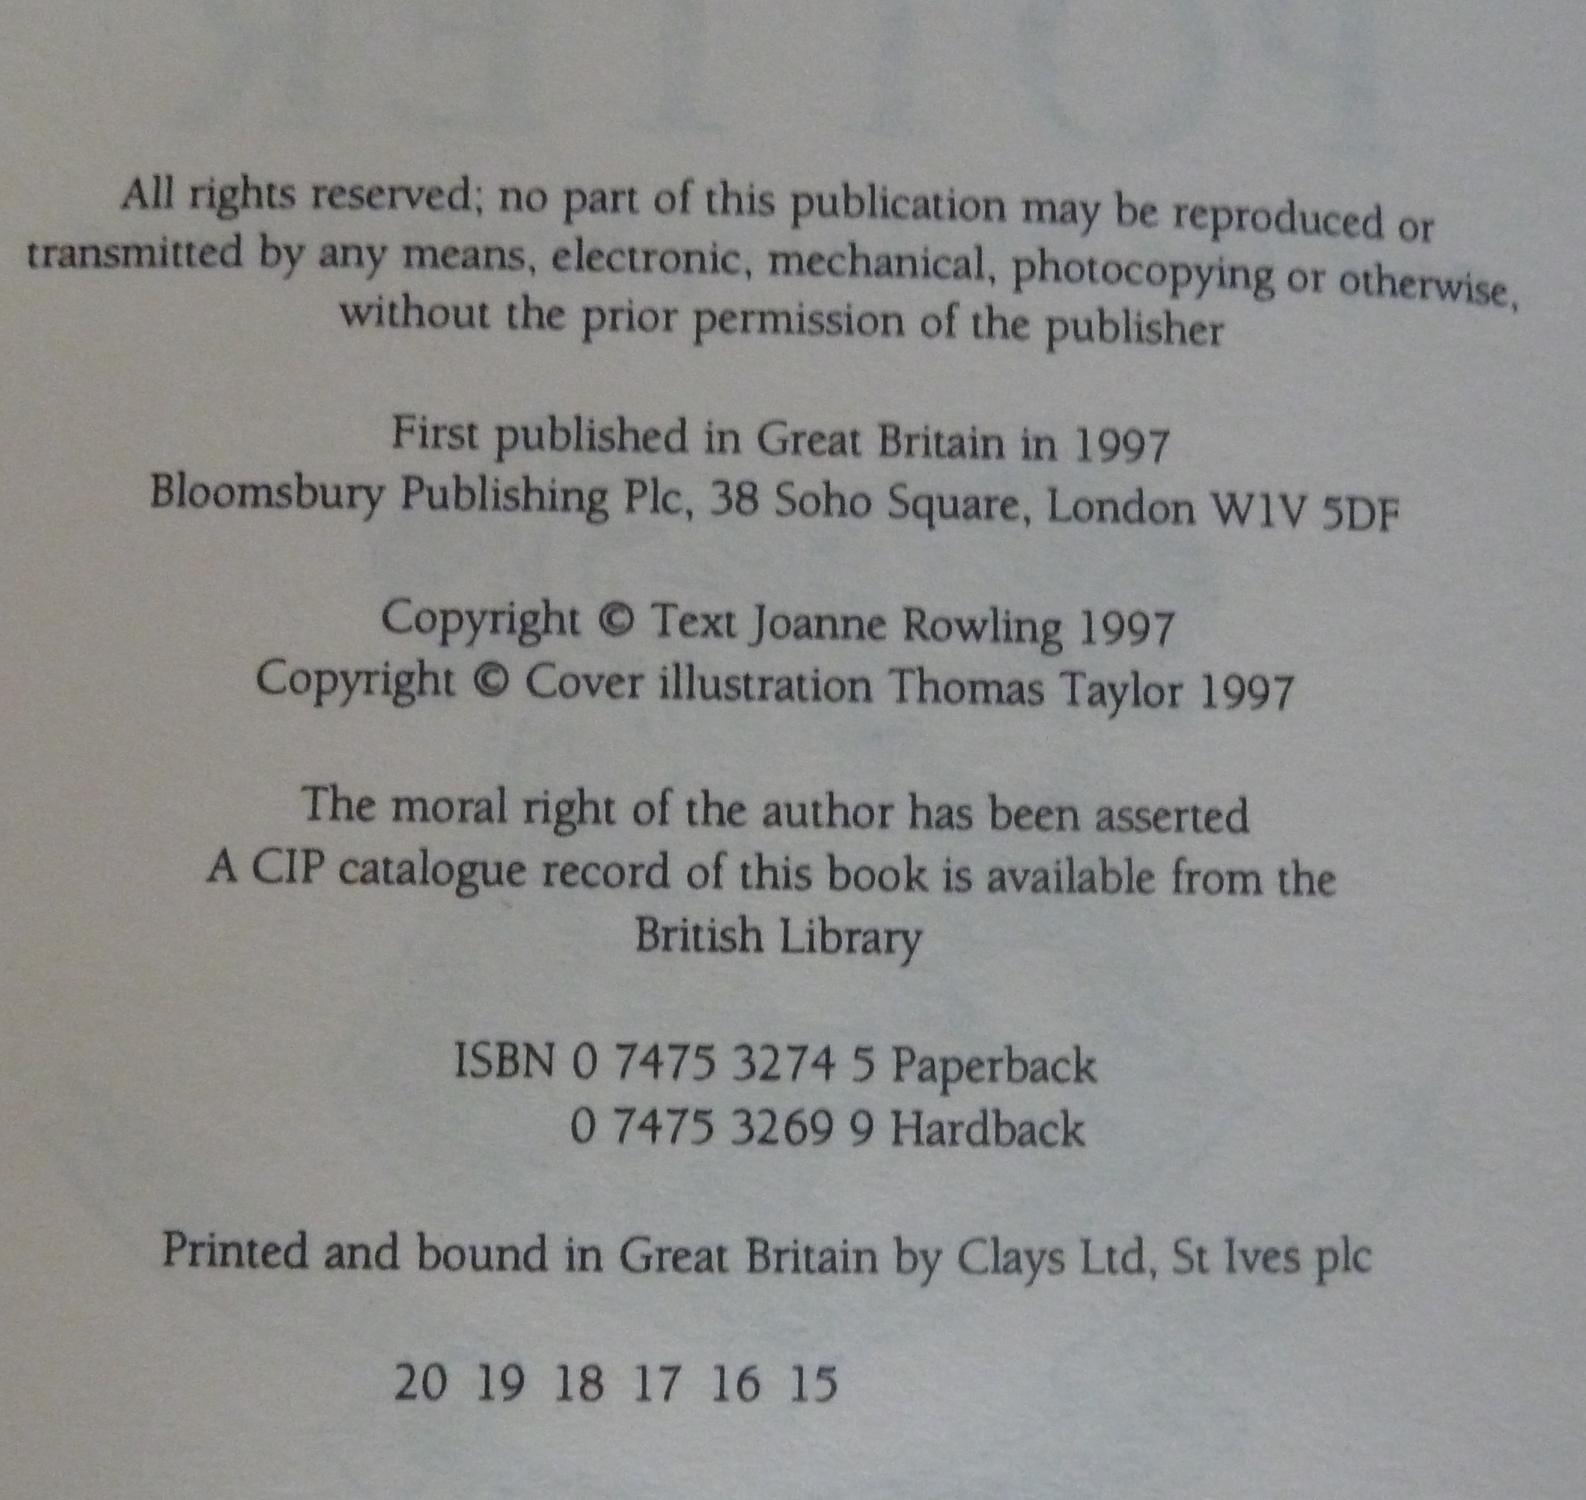 All rights reserved; no part of this publication may be reproduced or
transmitted by any means, electronic, mechanical, photocopying or otherwise,
without the prior permission of the publisher
First published in Great Britain in 1997
Bloomsbury Publishing Plc, 38 Soho Square, London W1V 5DF
Copyright © Text Joanne Rowling 1997
Copyright © Cover illustration Thomas Taylor 1997
The moral right of the author has been asserted
A CIP catalogue record of this book is available from the
British Library
ISBN 0 7475 3274 5 Paperback
0 7475 3269 9 Hardback
Printed and bound in Great Britain by Clays Ltd, St Ives plc
20 19 18 17 16 15